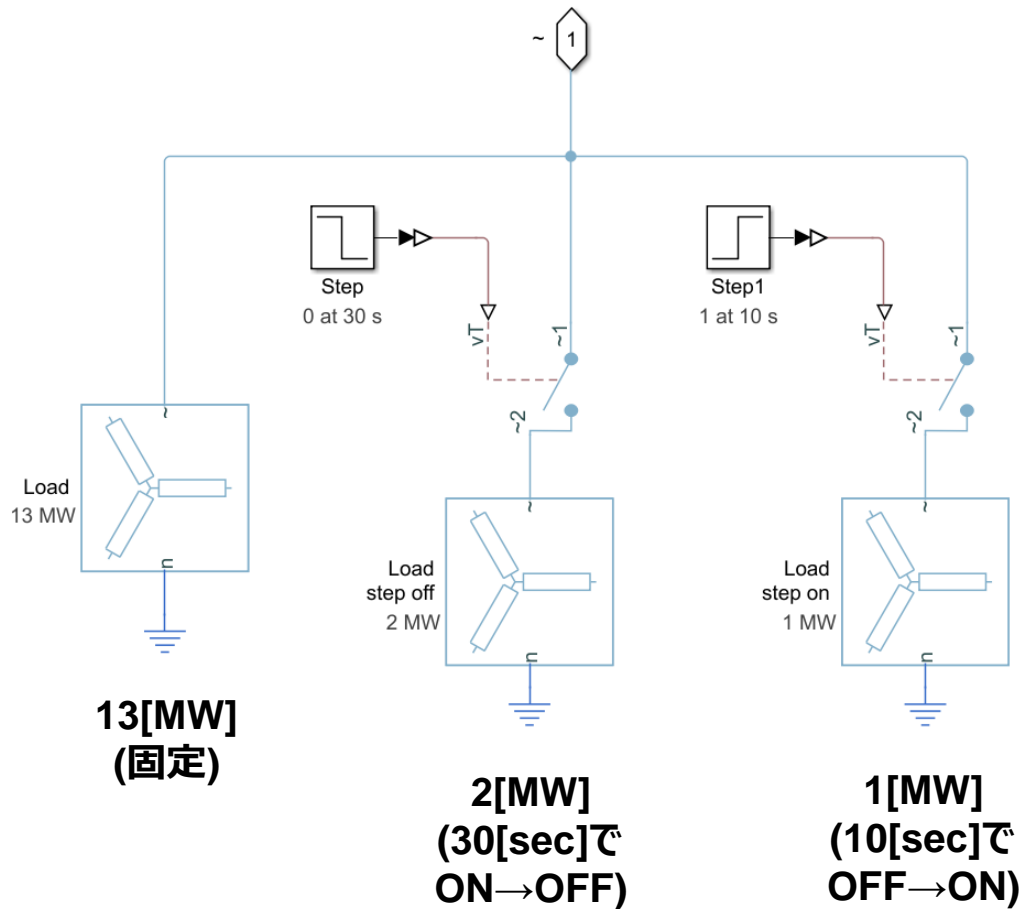 ~ 1
Step
0 at 30 s
vT
~1
~2
Step1
1 at 10 s
vT
~1
~2
~
Load
13 MW
n
~
Load
step off
2 MW
n
~
Load
step on
1 MW
n
13[MW]
(固定)
2[MW]
(30[sec]で
ON→OFF)
1[MW]
(10[sec]で
OFF→ON)